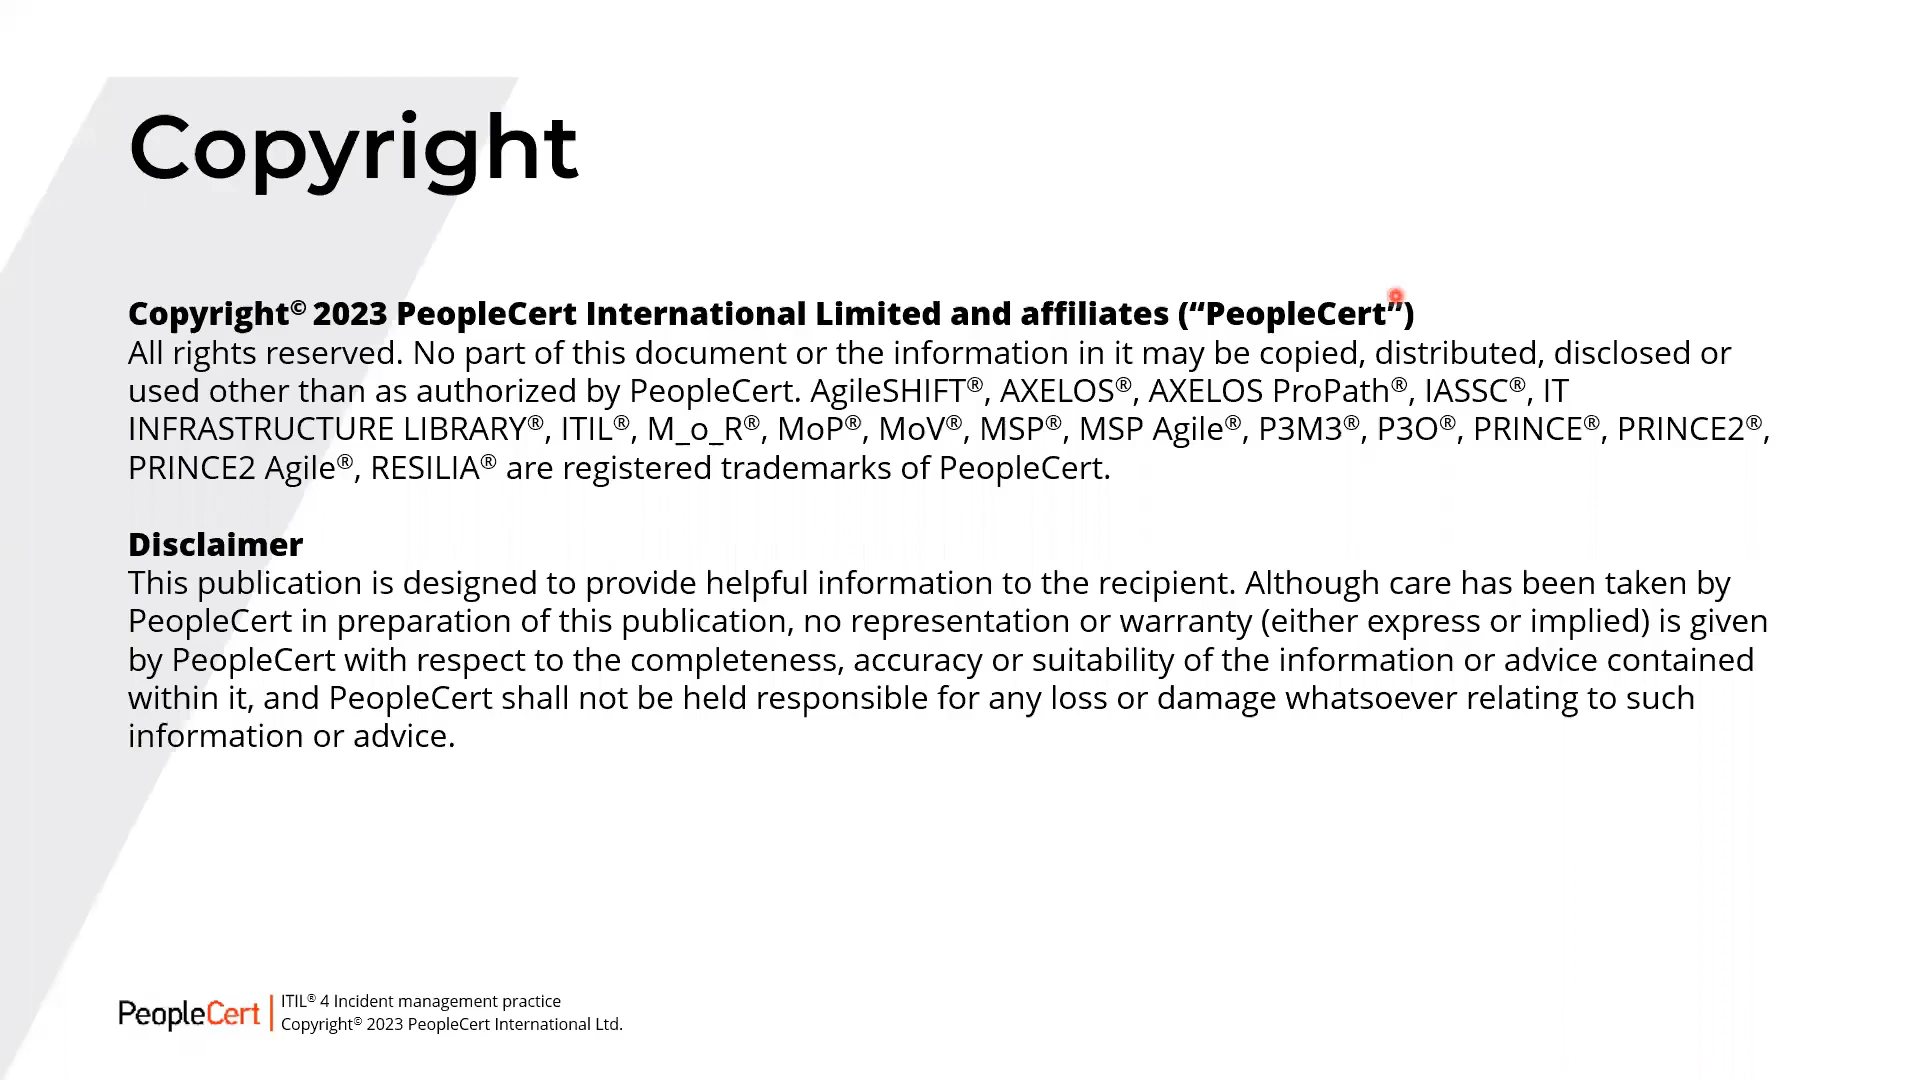 Copyright
Copyright© 2023 PeopleCert International Limited and affiliates (“PeopleCert”)
All rights reserved. No part of this document or the information in it may be copied, distributed, disclosed or
used other than as authorized by PeopleCert. AgileSHIFT®, AXELOS®, AXELOS ProPath®, IASSC®, IT
INFRASTRUCTURE LIBRARY®, ITIL®, M_o_R®, MoP®, MoV®, MSP®, MSP Agile®, P3M3®, P3O®, PRINCE®, PRINCE2®,
PRINCE2 Agile®, RESILIA® are registered trademarks of PeopleCert.
Disclaimer
This publication is designed to provide helpful information to the recipient. Although care has been taken by
PeopleCert in preparation of this publication, no representation or warranty (either express or implied) is given
by PeopleCert with respect to the completeness, accuracy or suitability of the information or advice contained
within it, and PeopleCert shall not be held responsible for any loss or damage whatsoever relating to such
information or advice.
PeopleCert
ITIL® 4 Incident management practice
Copyright© 2023 PeopleCert International Ltd.